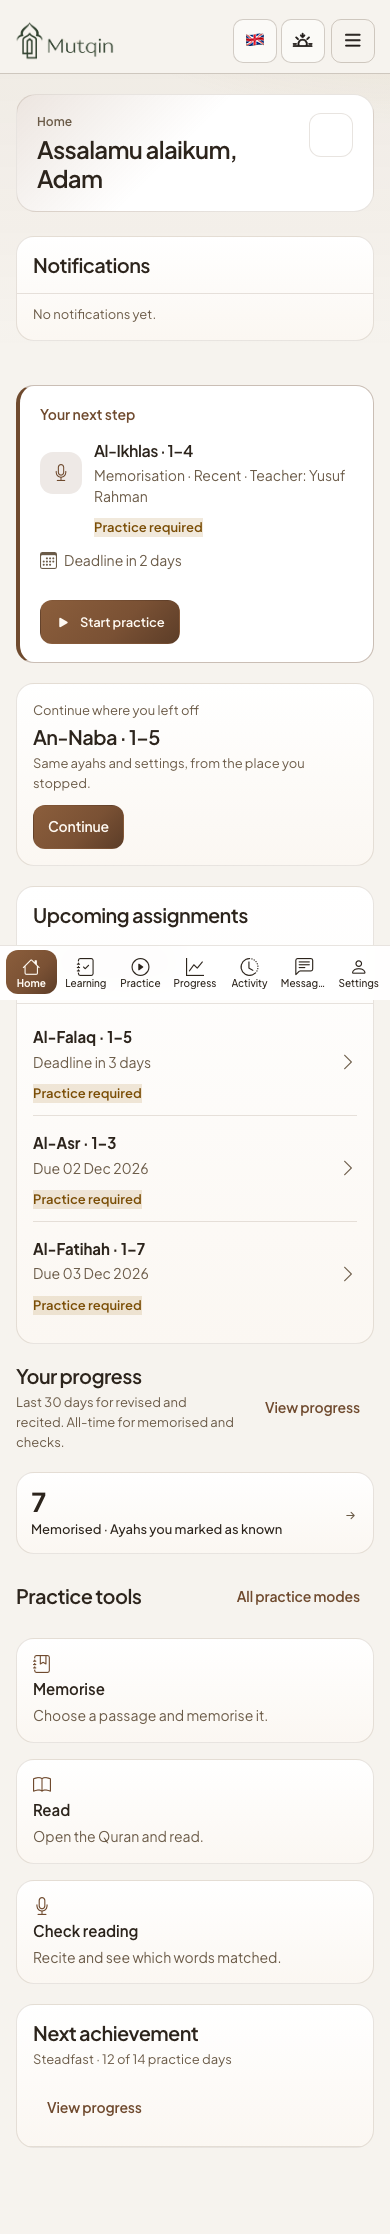 Mutqin
Home
Assalamu alaikum,
Adam
Notifications
No notifications yet.
Your next step
Al-Ikhlas · 1–4
Memorisation · Recent · Teacher: Yusuf
Rahman
Practice required
Deadline in 2 days
Start practice
Continue where you left off
An-Naba · 1–5
Same ayahs and settings, from the place you
stopped.
Continue
Upcoming assignments
Home Learning Practice Progress Activity Messag... Settings
Al-Falaq · 1–5
Deadline in 3 days
Practice required
Al-Asr · 1–3
Due 02 Dec 2026
Practice required
Al-Fatihah · 1–7
Due 03 Dec 2026
Practice required
Your progress
Last 30 days for revised and
recited. All-time for memorised and
checks.
View progress
7
Memorised · Ayahs you marked as known
Practice tools
All practice modes
Memorise
Choose a passage and memorise it.
Read
Open the Quran and read.
Check reading
Recite and see which words matched.
Next achievement
Steadfast · 12 of 14 practice days
View progress